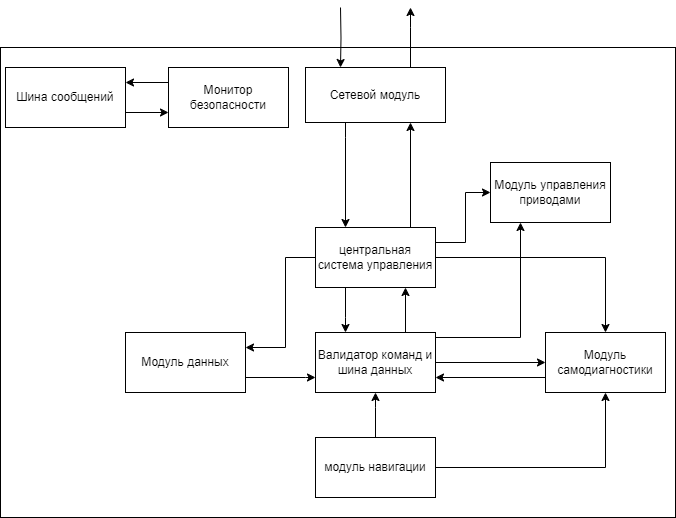 Шина сообщений
Монитор
безопасности
Сетевой модуль
Модуль управления
приводами
центральная
система управления
Модуль данных
Валидатор команд и
шина данных
Модуль
самодиагностики
модуль навигации